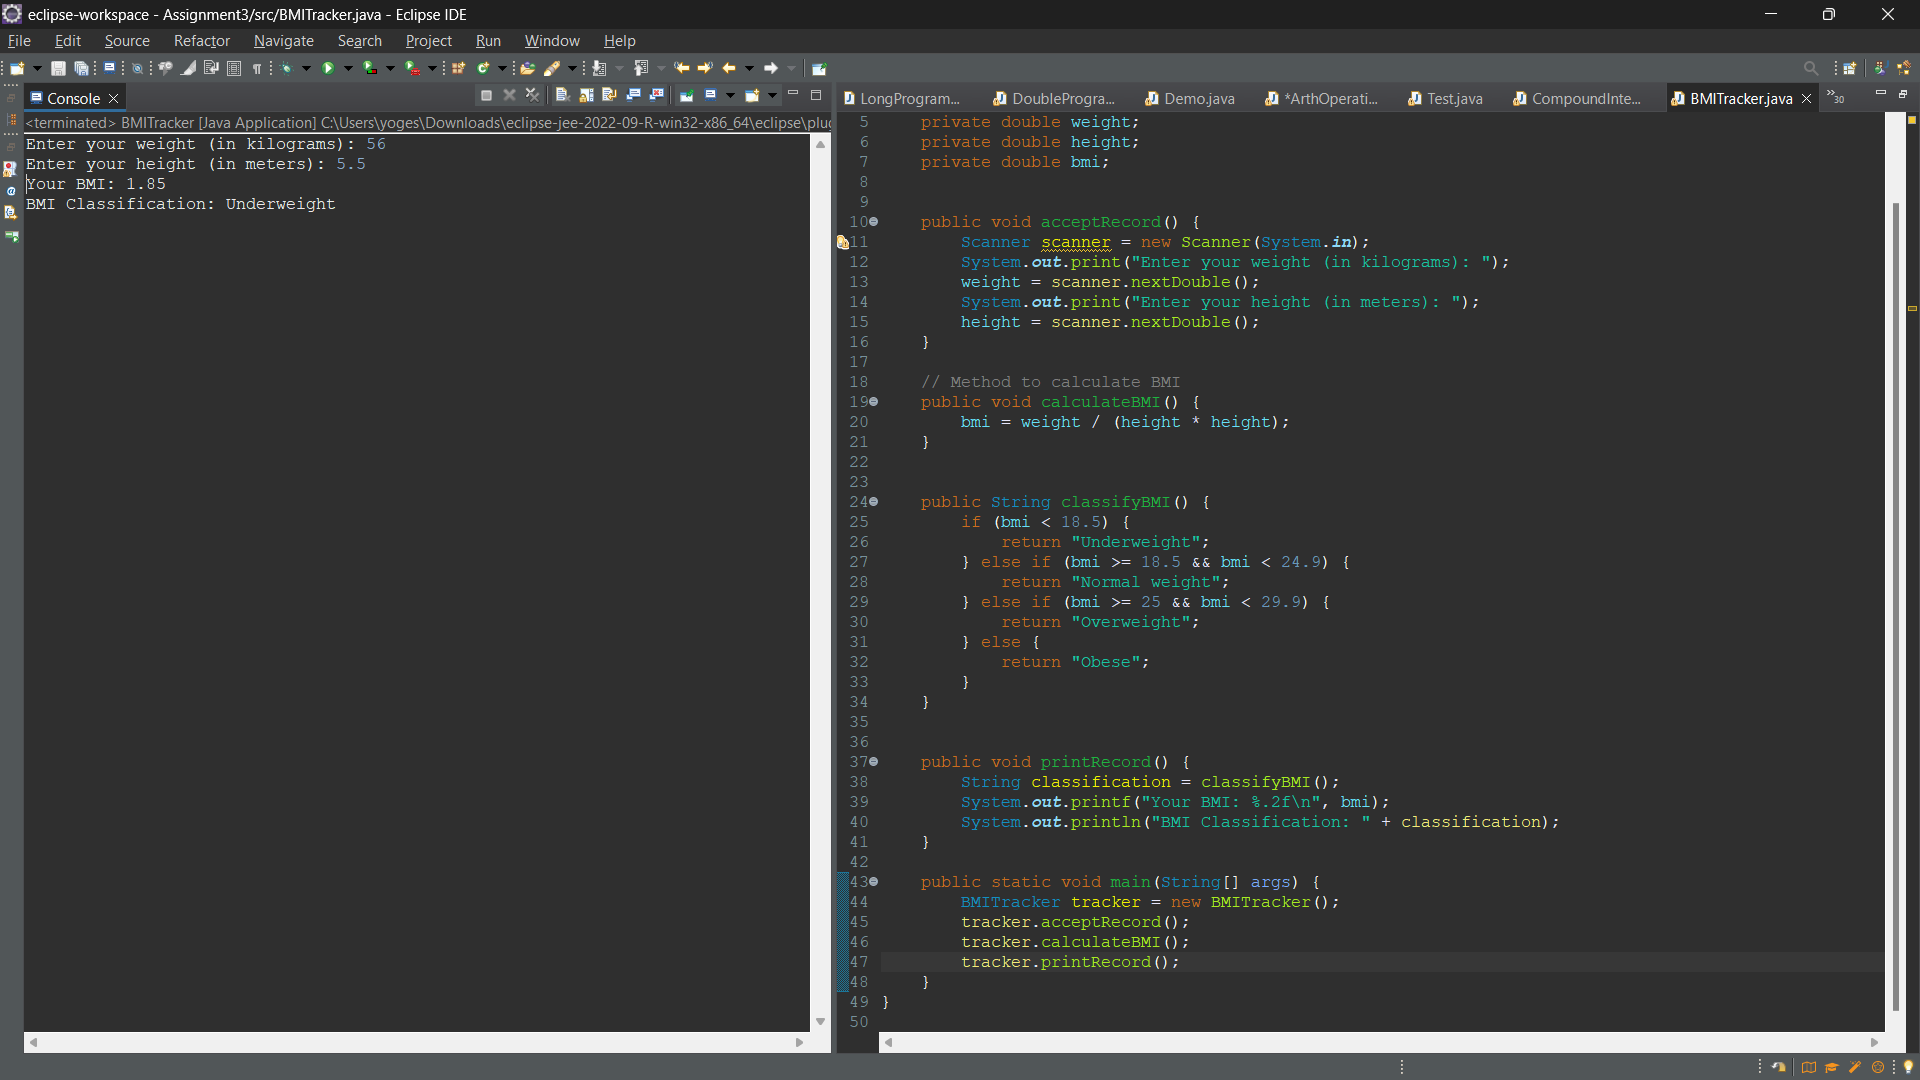 eclipse-workspace - Assignment3/src/BMITracker.java - Eclipse IDE
File Edit Source Refactor Navigate Search Project Run Window Help
Console
<terminated> BMITracker [Java Application] C:\Users\yoges\Downloads\eclipse-jee-2022-09-R-win32-x86_64\eclipse\plu
Enter your weight (in kilograms): 56
Enter your height (in meters): 5.5
Your BMI: 1.85
BMI Classification: Underweight
LongProgram... DoubleProgra... Demo.java *ArthOperati... Test.java CompoundInte... BMITracker.java 30
5 private double weight;
6 private double height;
7 private double bmi;
8
9
10 public void acceptRecord() {
11 Scanner scanner = new Scanner(System.in);
12 System.out.print("Enter your weight (in kilograms): ");
13 weight = scanner.nextDouble();
14 System.out.print("Enter your height (in meters): ");
15 height = scanner.nextDouble();
16 }
17
18 // Method to calculate BMI
19 public void calculateBMI() {
20 bmi = weight / (height * height);
21 }
22
23
24 public String classifyBMI() {
25 if (bmi < 18.5) {
26 return "Underweight";
27 } else if (bmi >= 18.5 && bmi < 24.9) {
28 return "Normal weight";
29 } else if (bmi >= 25 && bmi < 29.9) {
30 return "Overweight";
31 } else {
32 return "Obese";
33 }
34 }
35
36
37 public void printRecord() {
38 String classification = classifyBMI();
39 System.out.printf("Your BMI: %.2f\n", bmi);
40 System.out.println("BMI Classification: " + classification);
41 }
42
43 public static void main(String[] args) {
44 BMITracker tracker = new BMITracker();
45 tracker.acceptRecord();
46 tracker.calculateBMI();
47 tracker.printRecord();
48 }
49 }
50